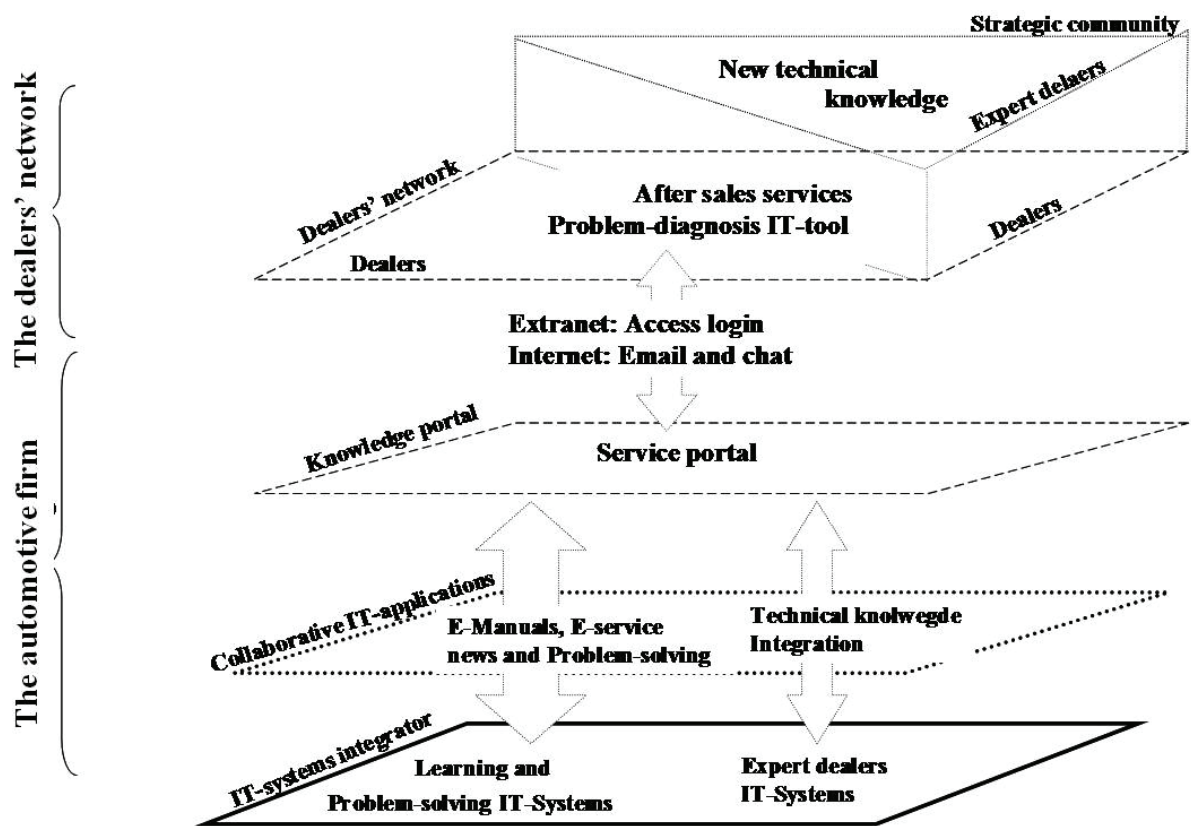 Strategic community
New technical
knowledge
Expert delaers
The dealers' network
Dealers' network
After sales services
Problem-diagnosis IT-tool
Dealers
Dealers
Extranet: Access login
Internet: Email and chat
The automotive firm
Knowledge portal
Service portal
Collaborative IT-applications
E-Manuals, E-service
news and Problem-solving
Technical knolwegde
Integration
IT-systems integrator
Learning and
Problem-solving IT-Systems
Expert dealers
IT-Systems